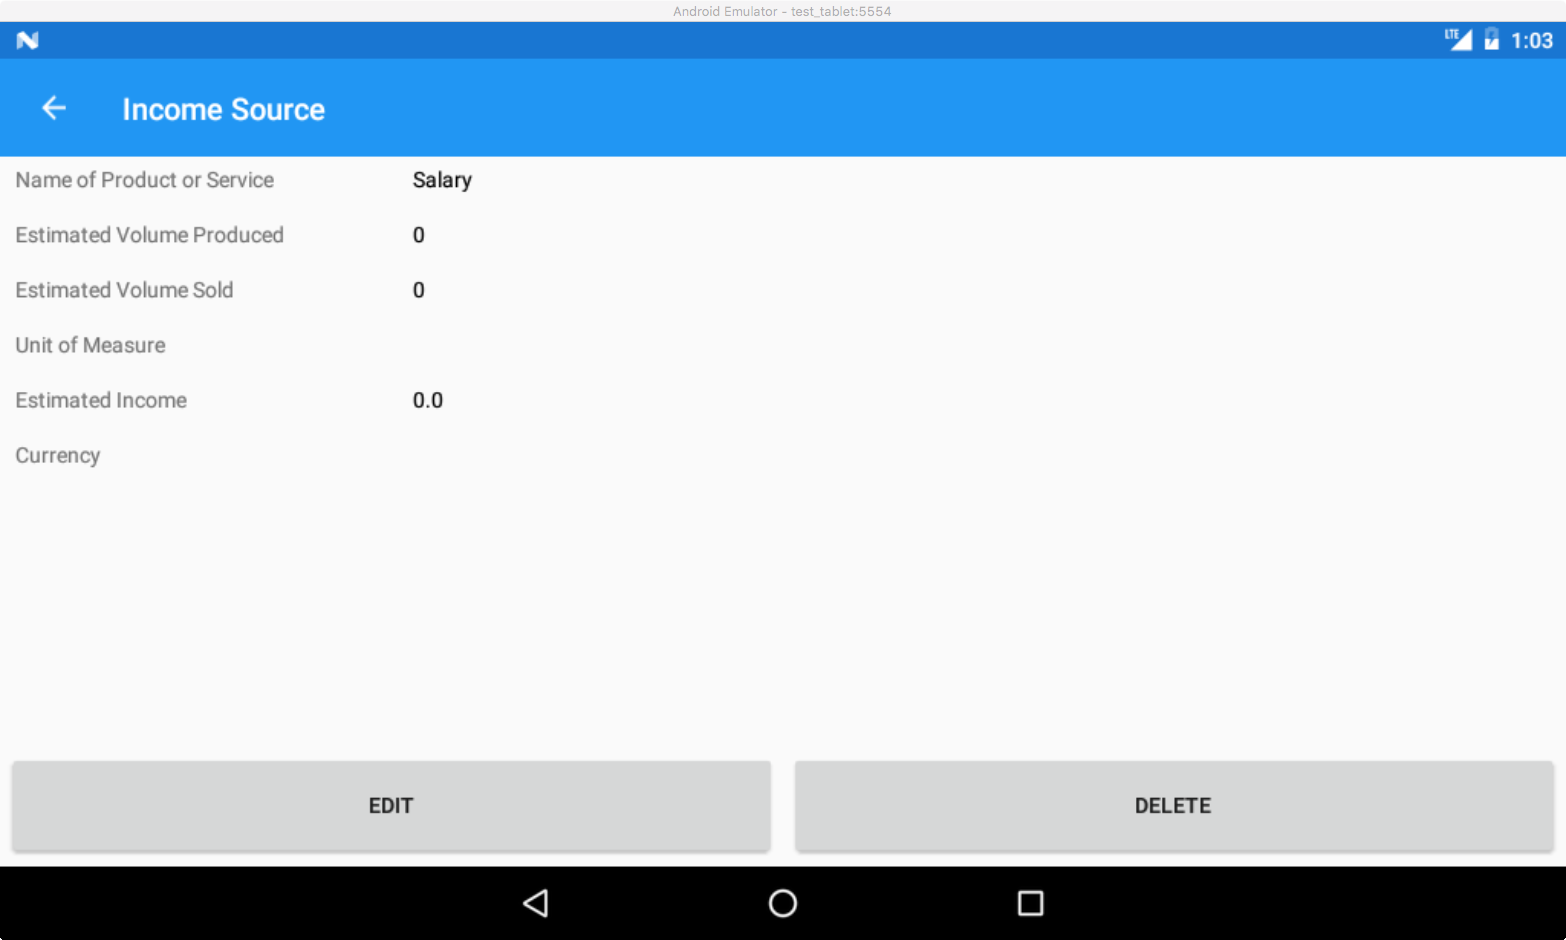 Android Emulator - test_tablet:5554
LTE 1:03
Income Source
Name of Product or Service Salary
Estimated Volume Produced 0
Estimated Volume Sold 0
Unit of Measure
Estimated Income 0.0
Currency
EDIT DELETE